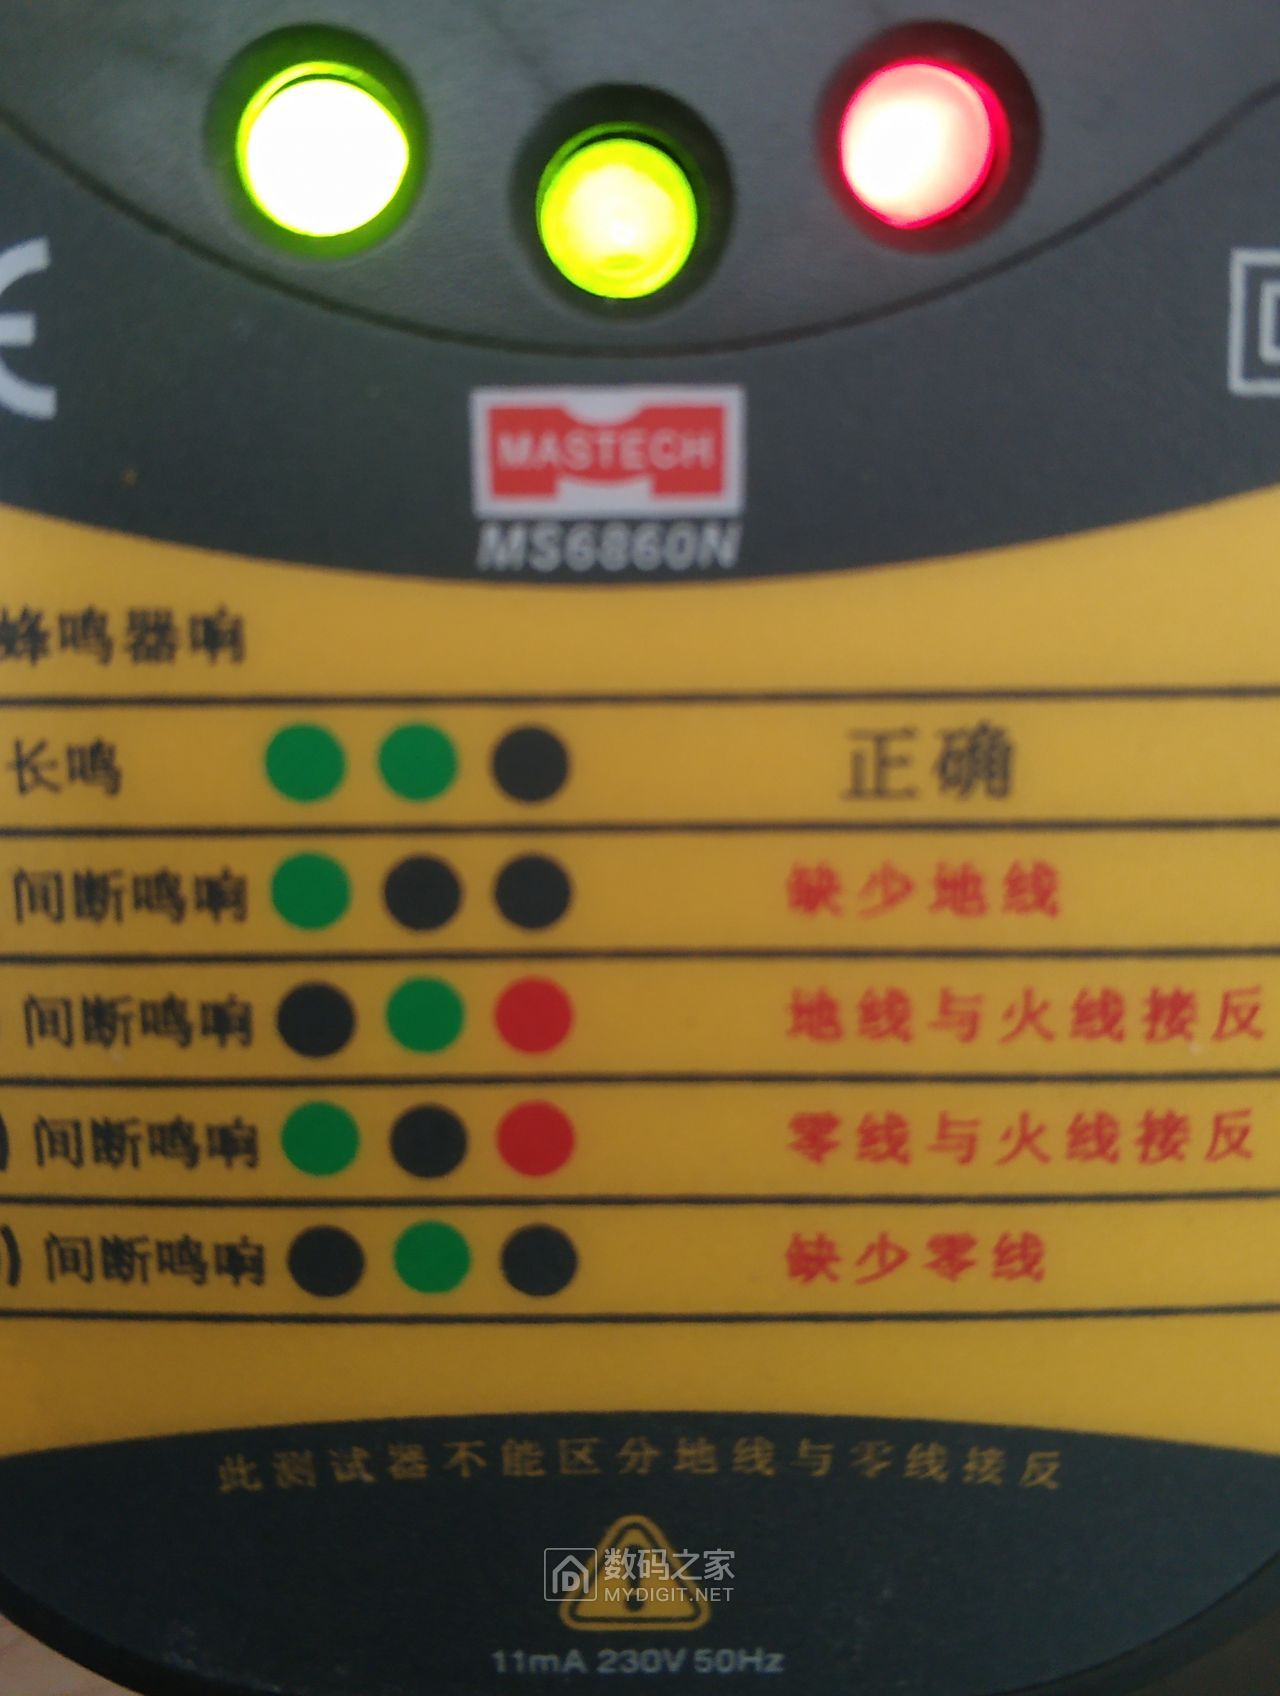 CE
MASTECH
MS6860N
蜂鸣器响
长鸣 正确
间断鸣响 缺少地线
间断鸣响 地线与火线接反
) 间断鸣响 零线与火线接反
) 间断鸣响 缺少零线
此测试器不能区分地线与零线接反
数码之家
MYDIGIT.NET
11mA 230V 50Hz